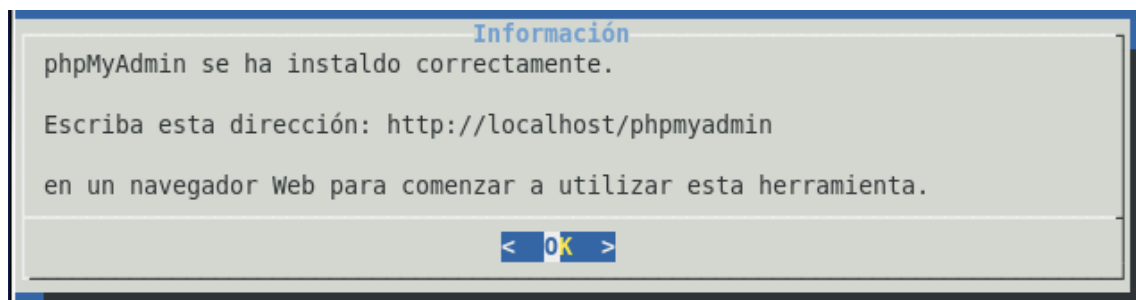 Información
phpMyAdmin se ha instaldo correctamente.
Escriba esta dirección: http://localhost/phpmyadmin
en un navegador Web para comenzar a utilizar esta herramienta.
< OK >